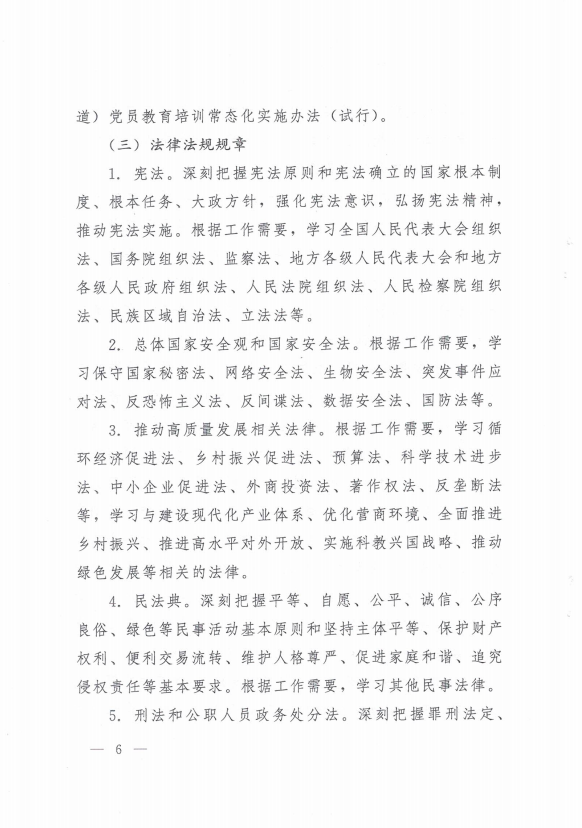 道）党员教育培训常态化实施办法（试行）。
（三）法律法规规章
1. 宪法。深刻把握宪法原则和宪法确立的国家根本制
度、根本任务、大政方针，强化宪法意识，弘扬宪法精神，
推动宪法实施。根据工作需要，学习全国人民代表大会组织
法、国务院组织法、监察法、地方各级人民代表大会和地方
各级人民政府组织法、人民法院组织法、人民检察院组织
法、民族区域自治法、立法法等。
2. 总体国家安全观和国家安全法。根据工作需要，学
习保守国家秘密法、网络安全法、生物安全法、突发事件应
对法、反恐怖主义法、反间谍法、数据安全法、国防法等。
3. 推动高质量发展相关法律。根据工作需要，学习循
环经济促进法、乡村振兴促进法、预算法、科学技术进步
法、中小企业促进法、外商投资法、著作权法、反垄断法
等，学习与建设现代化产业体系、优化营商环境、全面推进
乡村振兴、推进高水平对外开放、实施科教兴国战略、推动
绿色发展等相关的法律。
4. 民法典。深刻把握平等、自愿、公平、诚信、公序
良俗、绿色等民事活动基本原则和坚持主体平等、保护财产
权利、便利交易流转、维护人格尊严、促进家庭和谐、追究
侵权责任等基本要求。根据工作需要，学习其他民事法律。
5. 刑法和公职人员政务处分法。深刻把握罪刑法定、
— 6 —